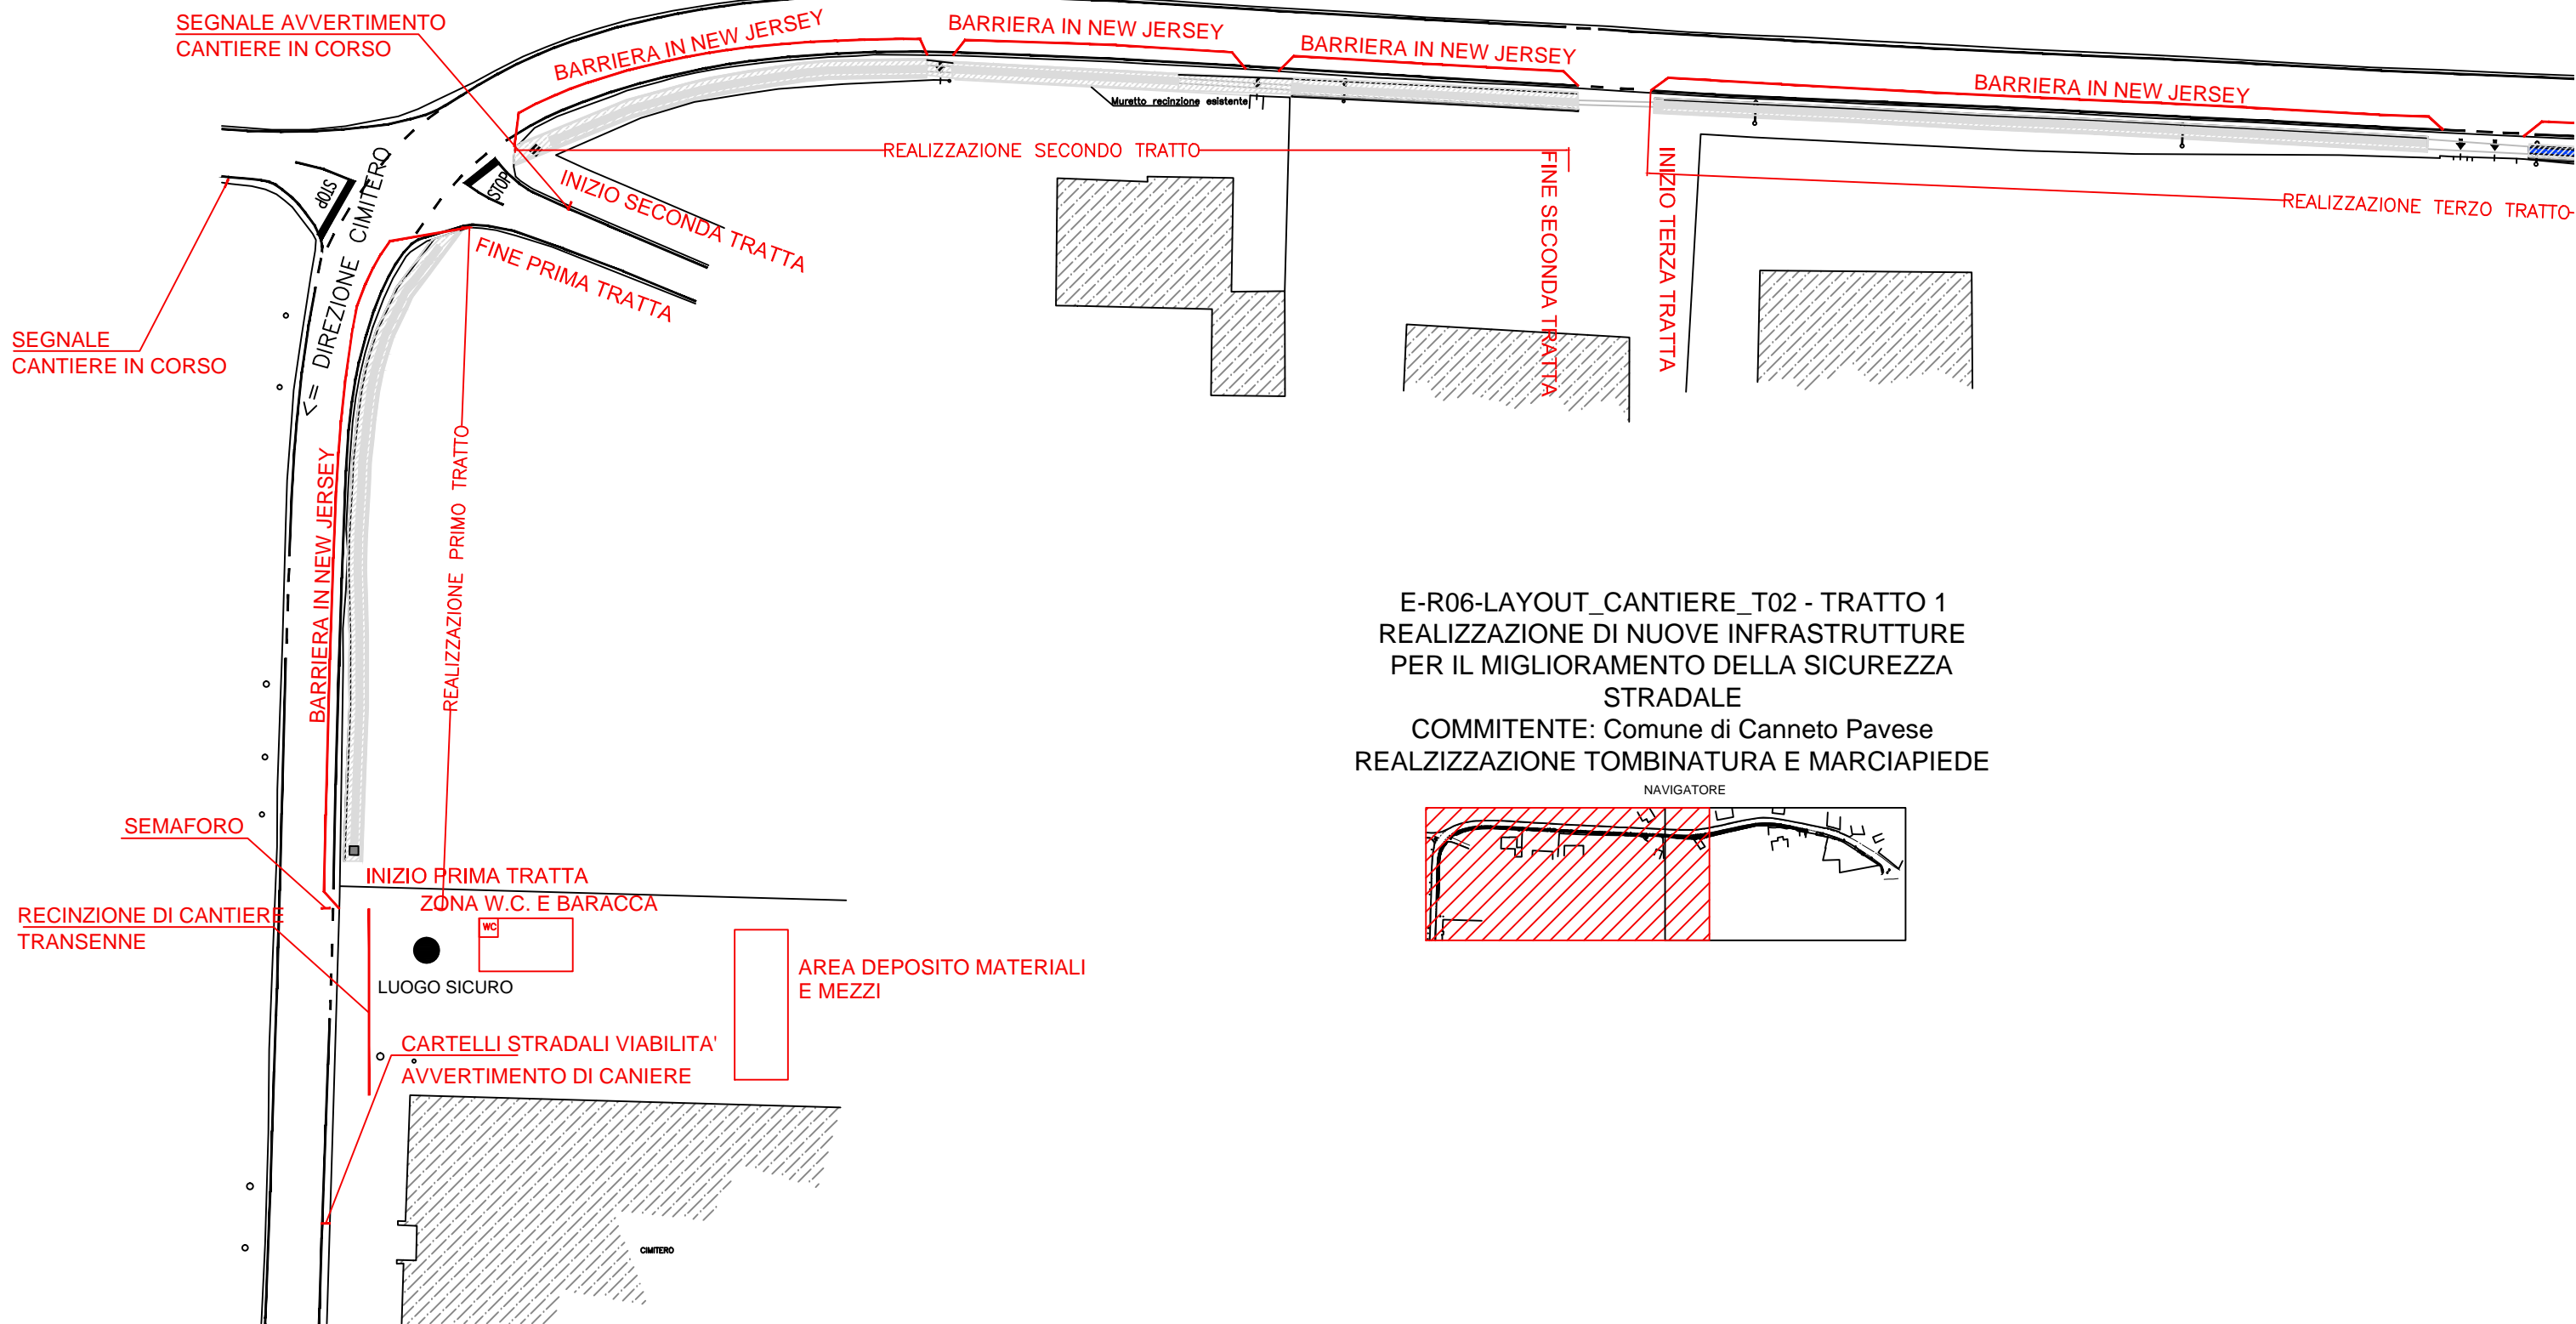 SEGNALE AVVERTIMENTO
CANTIERE IN CORSO
BARRIERA IN NEW JERSEY
BARRIERA IN NEW JERSEY
BARRIERA IN NEW JERSEY
BARRIERA IN NEW JERSEY
Muretto recinzione esistente
REALIZZAZIONE SECONDO TRATTO
STOP
STOP
<= DIREZIONE CIMITERO
INIZIO SECONDA TRATTA
FINE PRIMA TRATTA
FINE SECONDA TRATTA
INIZIO TERZA TRATTA
REALIZZAZIONE TERZO TRATTO
SEGNALE
CANTIERE IN CORSO
BARRIERA IN NEW JERSEY
REALIZZAZIONE PRIMO TRATTO
E-R06-LAYOUT_CANTIERE_T02 - TRATTO 1
REALIZZAZIONE DI NUOVE INFRASTRUTTURE
PER IL MIGLIORAMENTO DELLA SICUREZZA
STRADALE
COMMITENTE: Comune di Canneto Pavese
REALZIZZAZIONE TOMBINATURA E MARCIAPIEDE
NAVIGATORE
SEMAFORO
INIZIO PRIMA TRATTA
ZONA W.C. E BARACCA
RECINZIONE DI CANTIERE
TRANSENNE
WC
LUOGO SICURO
AREA DEPOSITO MATERIALI
E MEZZI
CARTELLI STRADALI VIABILITA'
AVVERTIMENTO DI CANIERE
CIMITERO